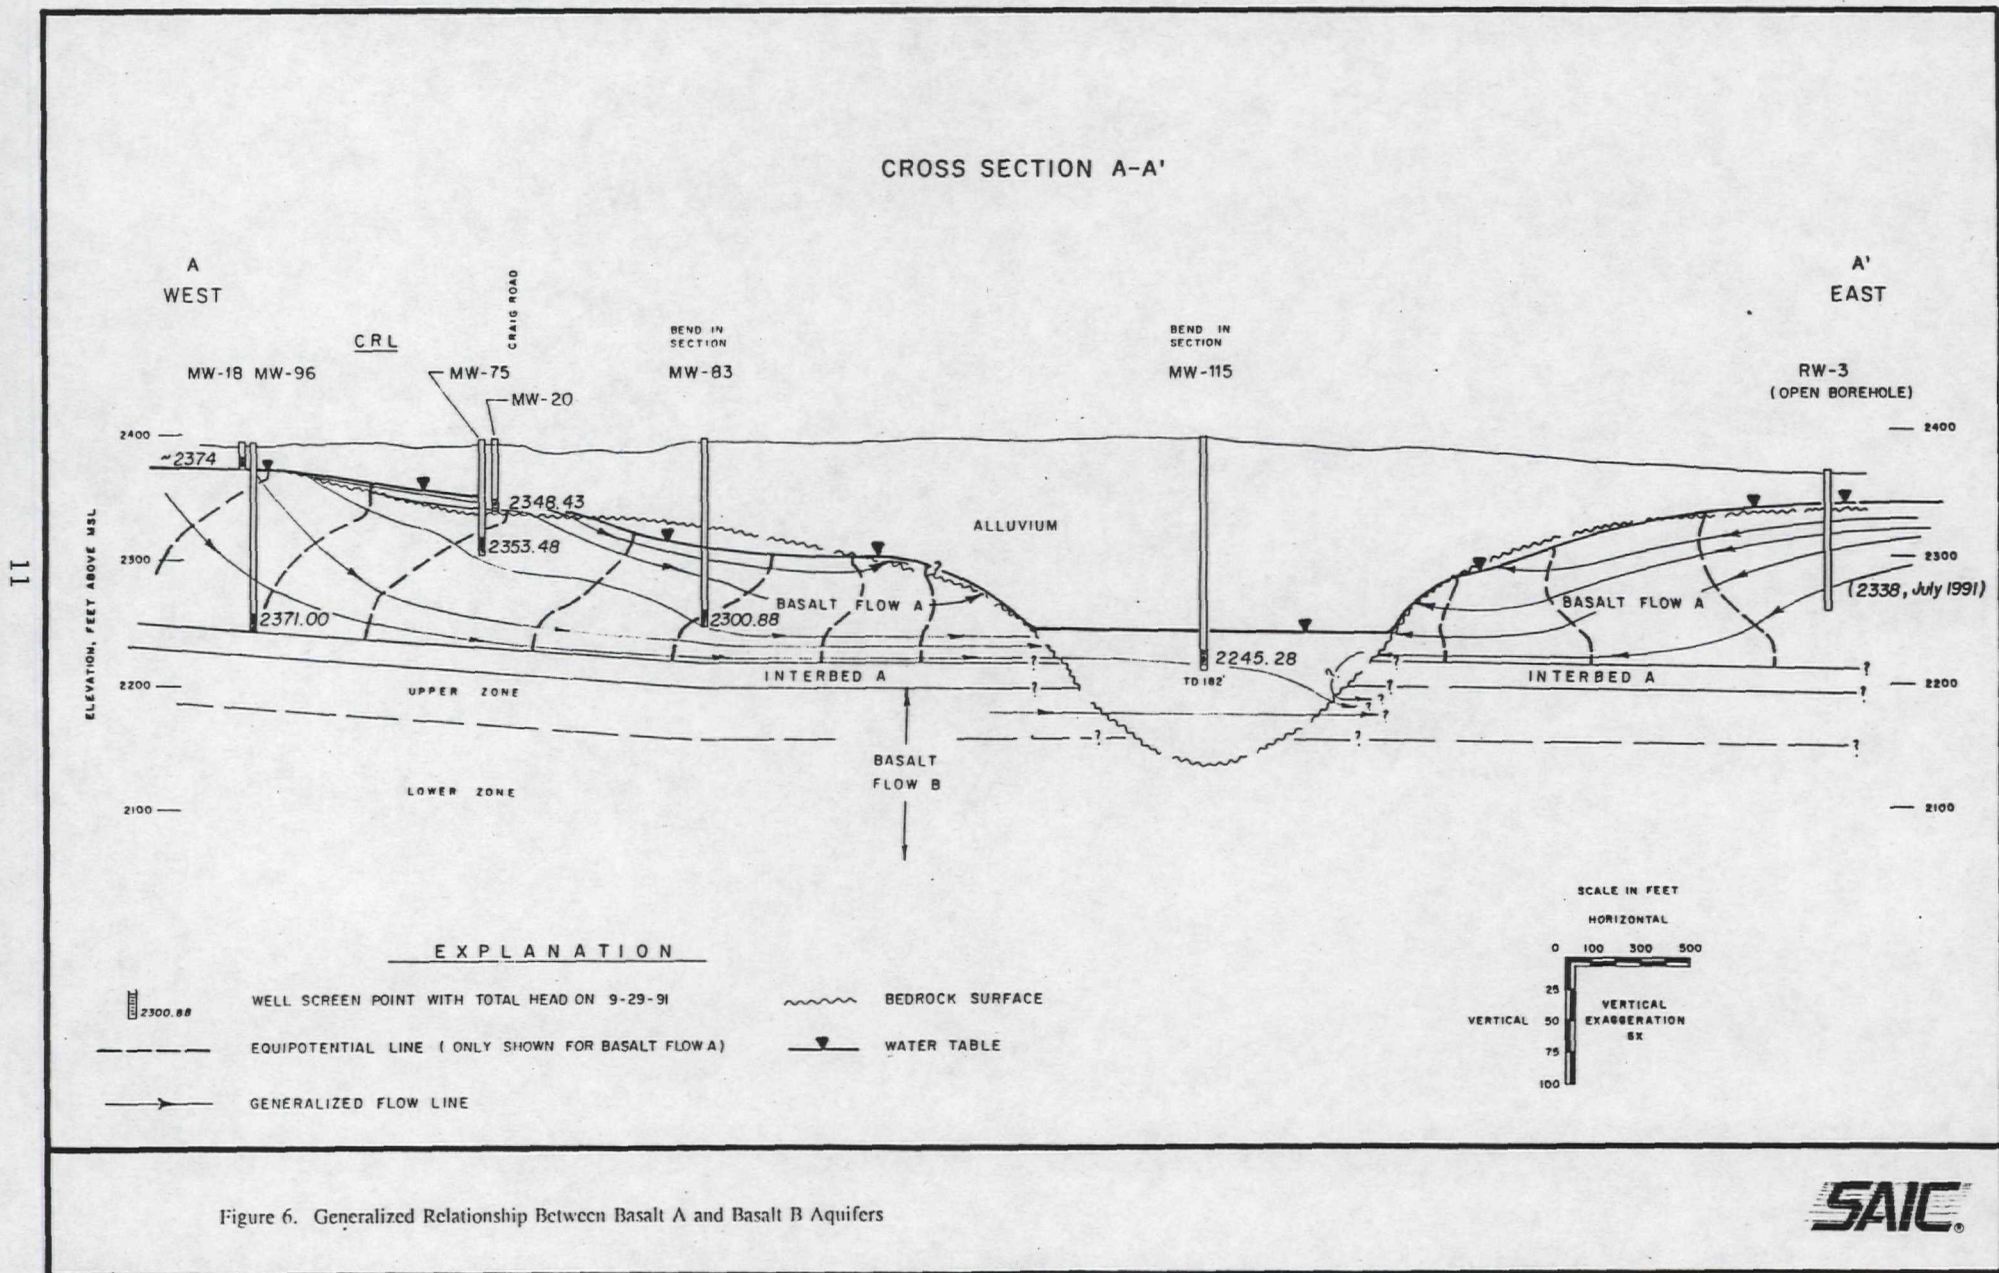 CROSS SECTION A-A'
A
WEST
A'
EAST
CRL
CRAIG ROAD
BEND IN
SECTION
BEND IN
SECTION
MW-18 MW-96
MW-75
MW-20
MW-83
MW-115
RW-3
(OPEN BOREHOLE)
ELEVATION, FEET ABOVE MSL
2400
2300
2200
2100
2400
2300
2200
2100
~2374
2348.43
2353.48
2371.00
2300.88
2245.28
TD 182'
(2338, July 1991)
ALLUVIUM
BASALT FLOW A
BASALT FLOW A
INTERBED A
INTERBED A
UPPER ZONE
LOWER ZONE
BASALT
FLOW B
?
?
?
?
?
?
?
?
?
?
?
?
?
EXPLANATION
2300.88
WELL SCREEN POINT WITH TOTAL HEAD ON 9-29-91
EQUIPOTENTIAL LINE ( ONLY SHOWN FOR BASALT FLOW A)
GENERALIZED FLOW LINE
BEDROCK SURFACE
WATER TABLE
SCALE IN FEET
HORIZONTAL
0 100 300 500
25
VERTICAL 50
75
100
VERTICAL
EXAGGERATION
5X
11
Figure 6. Generalized Relationship Between Basalt A and Basalt B Aquifers
SAIC®